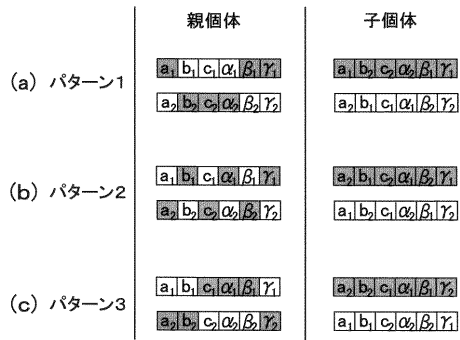 親個体 子個体
a₁ b₁ c₁ α₁ β₁ γ₁ a₁ b₂ c₂ α₂ β₁ γ₁
(a) パターン1
a₂ b₂ c₂ α₂ β₂ γ₂ a₂ b₁ c₁ α₁ β₂ γ₂
a₁ b₁ c₁ α₁ β₁ γ₁ a₂ b₁ c₂ α₁ β₂ γ₁
(b) パターン2
a₂ b₂ c₂ α₂ β₂ γ₂ a₁ b₂ c₁ α₂ β₁ γ₂
a₁ b₁ c₁ α₁ β₁ γ₁ a₂ b₂ c₁ α₁ β₁ γ₂
(c) パターン3
a₂ b₂ c₂ α₂ β₂ γ₂ a₁ b₁ c₂ α₂ β₂ γ₁